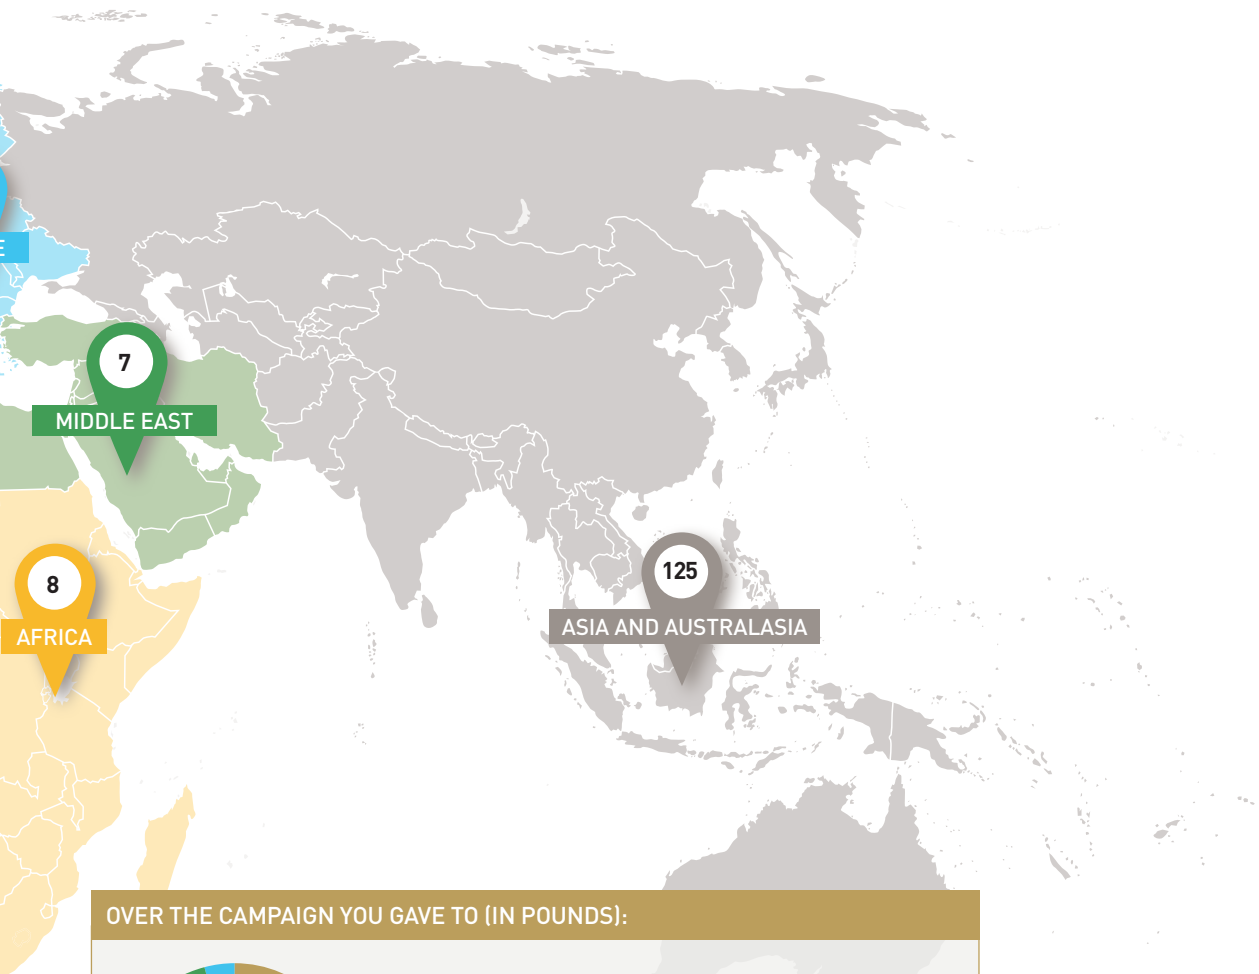 7
MIDDLE EAST
125
ASIA AND AUSTRALASIA
8
AFRICA
OVER THE CAMPAIGN YOU GAVE TO (IN POUNDS):